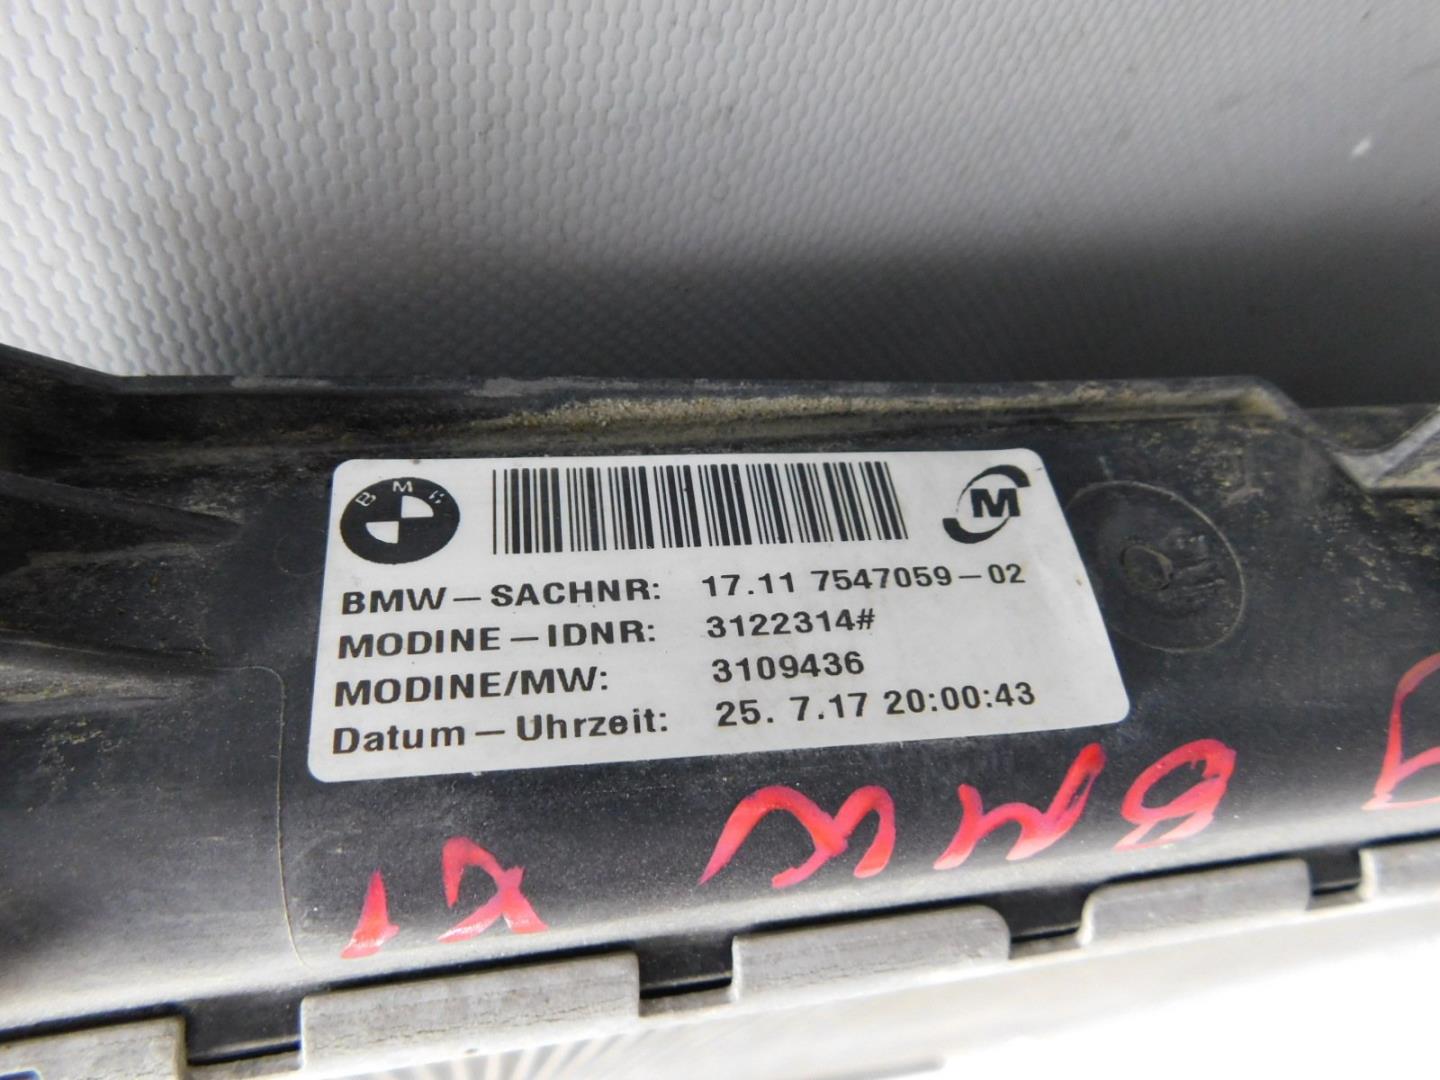 BMW
M
BMW-SACHNR: 17.11 7547059-02
MODINE-IDNR: 3122314#
MODINE/MW: 3109436
Datum-Uhrzeit: 25. 7.17 20:00:43
BMW X1